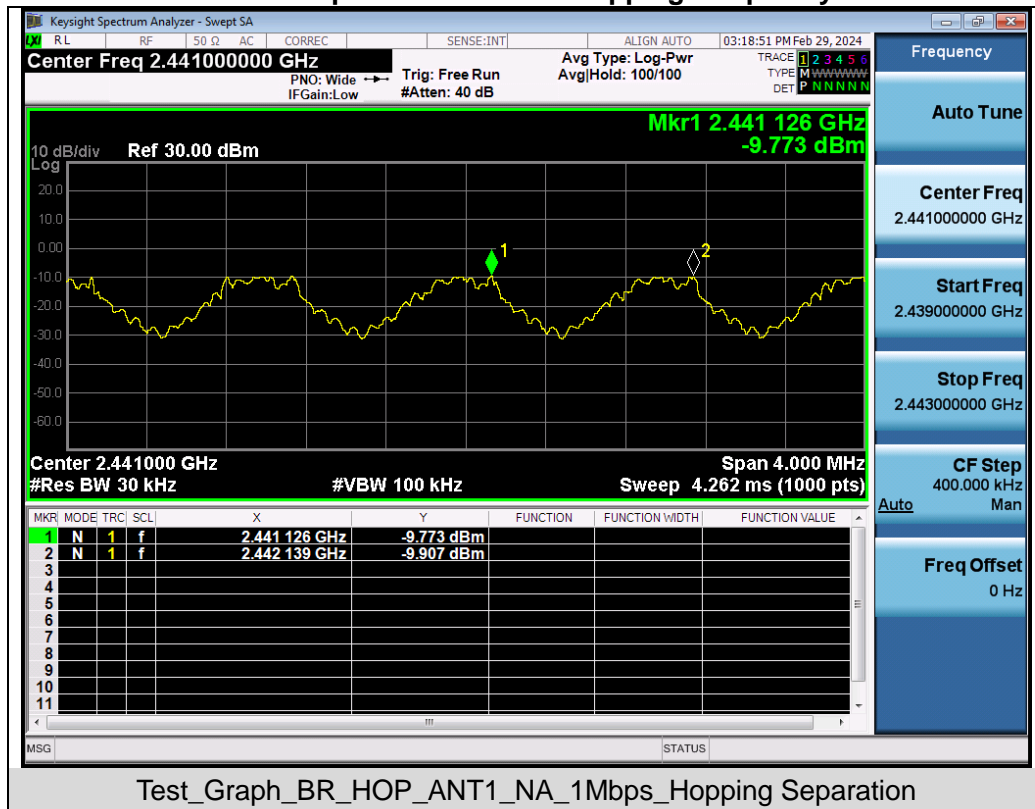 Keysight Spectrum Analyzer - Swept SA
LXI RL RF 50 Ω AC CORREC SENSE:INT ALIGN AUTO 03:18:51 PM Feb 29, 2024
Center Freq 2.441000000 GHz
PNO: Wide
IFGain:Low
Trig: Free Run
#Atten: 40 dB
Avg Type: Log-Pwr
Avg|Hold: 100/100
TRACE 1 2 3 4 5 6
TYPE M WWWWW
DET P N N N N N
Mkr1 2.441 126 GHz
-9.773 dBm
10 dB/div Ref 30.00 dBm
Log
20.0
10.0
0.00
-10.0
-20.0
-30.0
-40.0
-50.0
-60.0
1
2
Center 2.441000 GHz Span 4.000 MHz
#Res BW 30 kHz #VBW 100 kHz Sweep 4.262 ms (1000 pts)
MKR MODE TRC SCL X Y FUNCTION FUNCTION WIDTH FUNCTION VALUE
1 N 1 f 2.441 126 GHz -9.773 dBm
2 N 1 f 2.442 139 GHz -9.907 dBm
3
4
5
6
7
8
9
10
11
MSG STATUS
Frequency
Auto Tune
Center Freq
2.441000000 GHz
Start Freq
2.439000000 GHz
Stop Freq
2.443000000 GHz
CF Step
400.000 kHz
Auto Man
Freq Offset
0 Hz
Test_Graph_BR_HOP_ANT1_NA_1Mbps_Hopping Separation